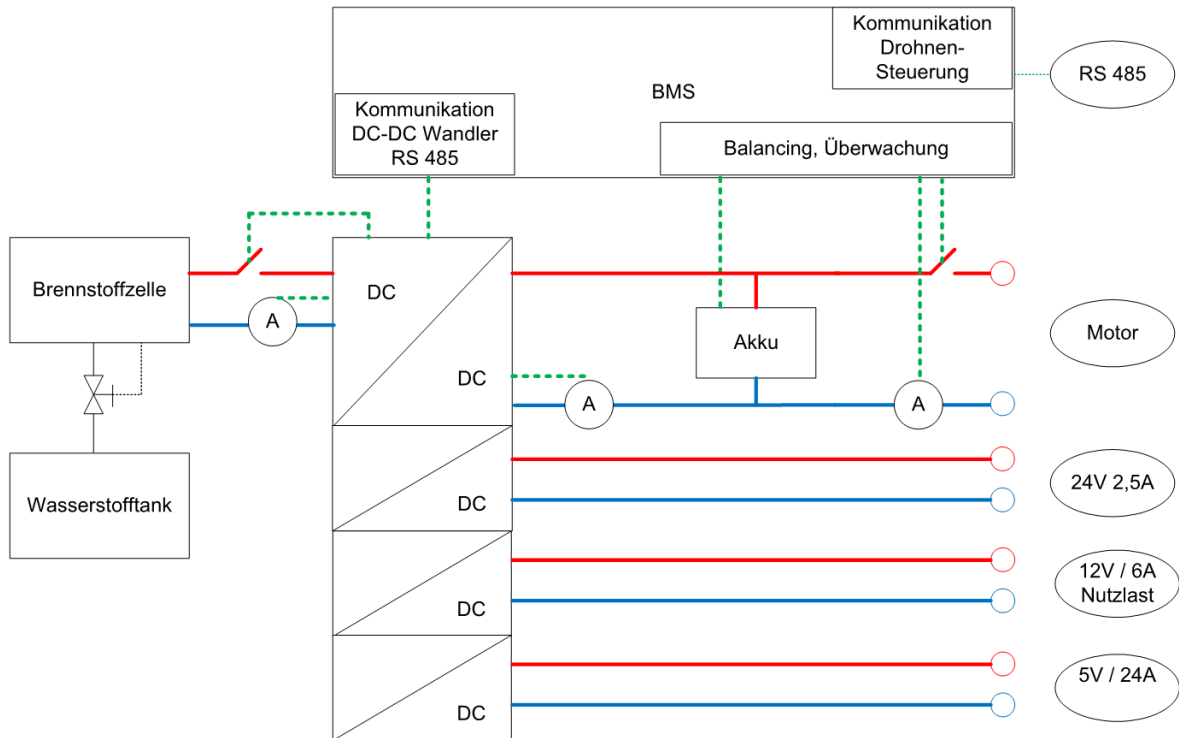 Kommunikation
Drohnen-
Steuerung
RS 485
BMS
Kommunikation
DC-DC Wandler
RS 485
Balancing, Überwachung
Brennstoffzelle
A
DC
DC
Akku
A
A
Motor
Wasserstofftank
DC
24V 2,5A
DC
12V / 6A
Nutzlast
DC
5V / 24A